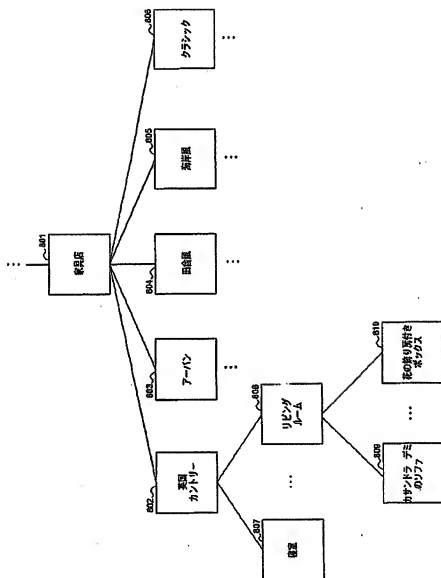 801
家具店
802
英国
カントリー
803
アーバン
804
田舎風
805
海岸風
806
クラシック
807
寝室
808
リビング
ルーム
809
カサンドラ デミ
のソファ
810
花の飾り房付き
ボックス